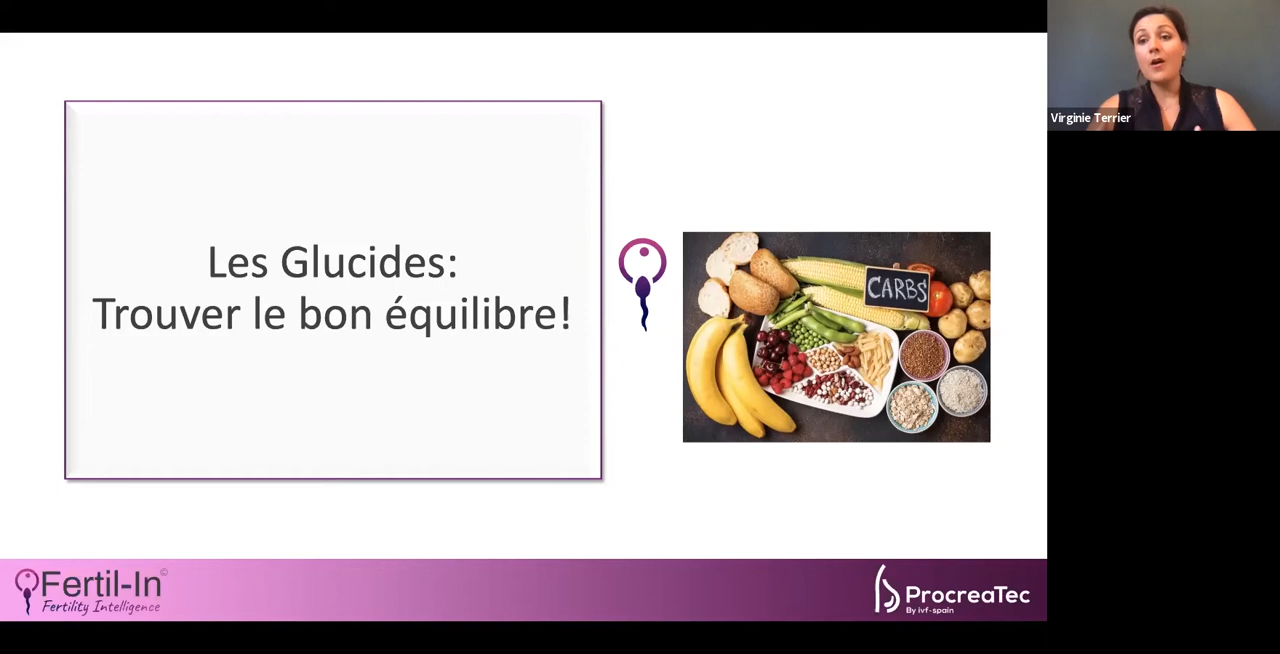 Les Glucides:
Trouver le bon équilibre!
CARBS
Virginie Terrier
Fertil-In©
Fertility Intelligence
ProcreaTec
By ivf-spain